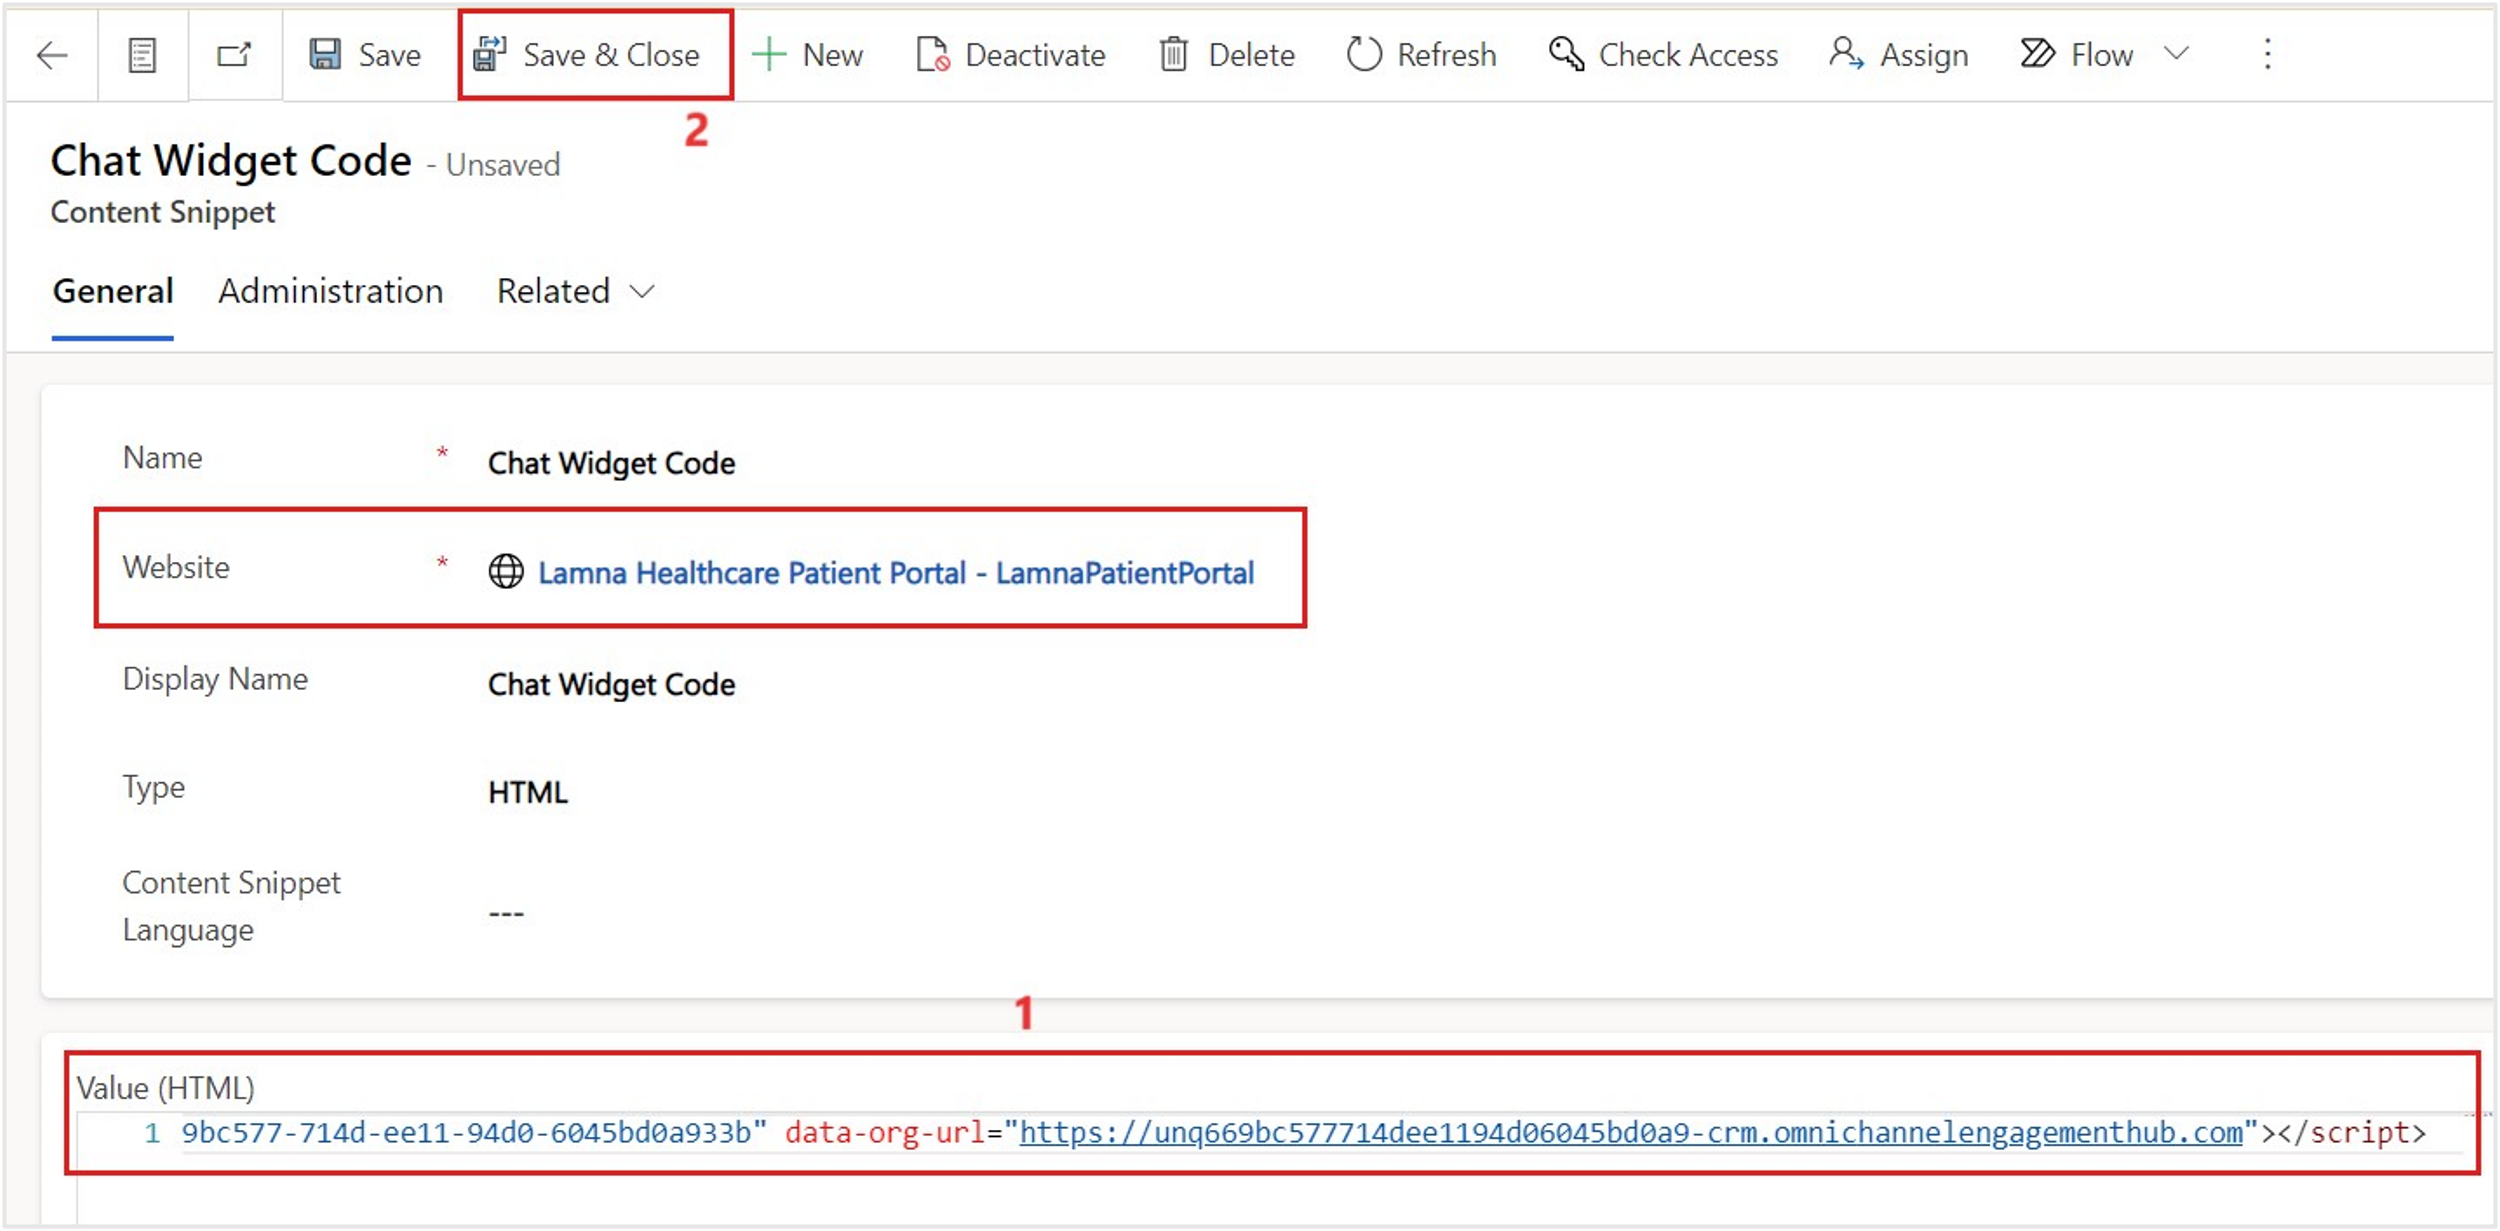 Save Save & Close New Deactivate Delete Refresh Check Access Assign Flow
2
Chat Widget Code - Unsaved
Content Snippet
General Administration Related
Name * Chat Widget Code
Website * Lamna Healthcare Patient Portal - LamnaPatientPortal
Display Name Chat Widget Code
Type HTML
Content Snippet
Language ---
1
Value (HTML)
1 9bc577-714d-ee11-94d0-6045bd0a933b" data-org-url="https://unq669bc577714dee1194d06045bd0a9-crm.omnichannelengagementhub.com"></script>